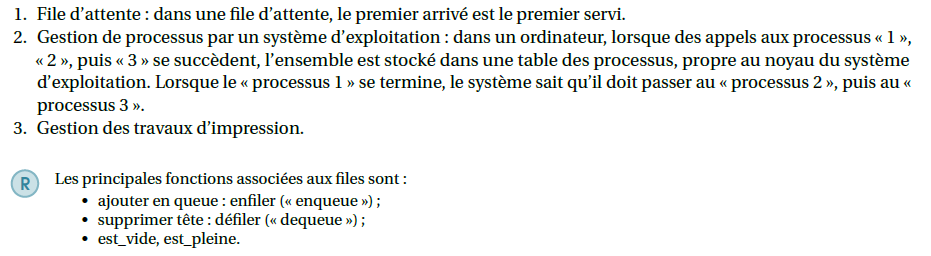 1. File d'attente : dans une file d'attente, le premier arrivé est le premier servi.
2. Gestion de processus par un système d'exploitation : dans un ordinateur, lorsque des appels aux processus « 1 »,
« 2 », puis « 3 » se succèdent, l'ensemble est stocké dans une table des processus, propre au noyau du système
d'exploitation. Lorsque le « processus 1 » se termine, le système sait qu'il doit passer au « processus 2 », puis au «
processus 3 ».
3. Gestion des travaux d'impression.
R Les principales fonctions associées aux files sont :
• ajouter en queue : enfiler (« enqueue ») ;
• supprimer tête : défiler (« dequeue ») ;
• est_vide, est_pleine.